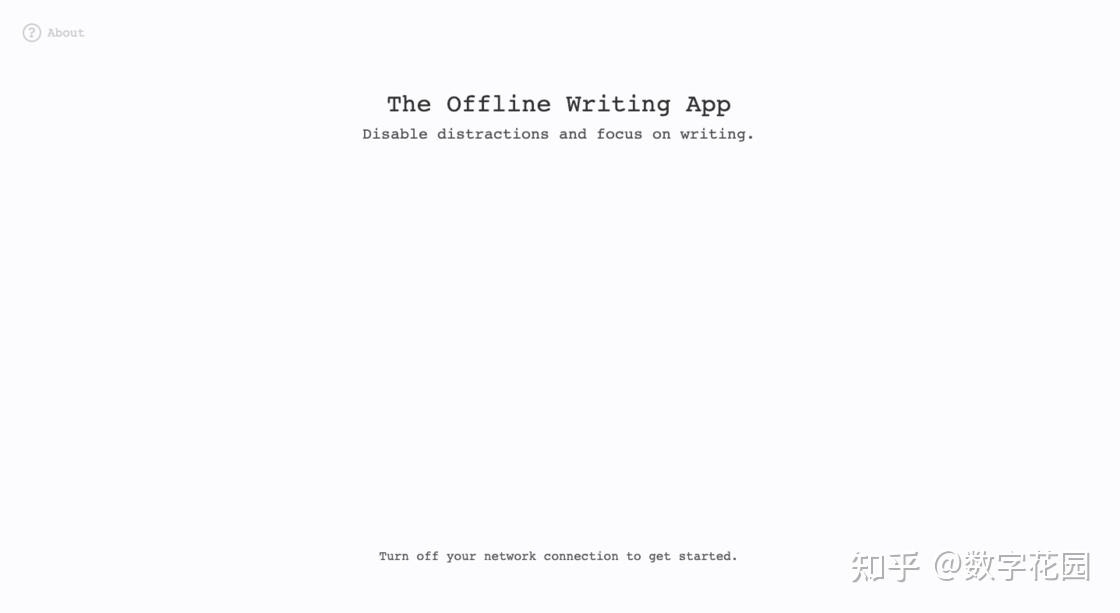 ? About
The Offline Writing App
Disable distractions and focus on writing.
Turn off your network connection to get started.
知乎 @数字花园